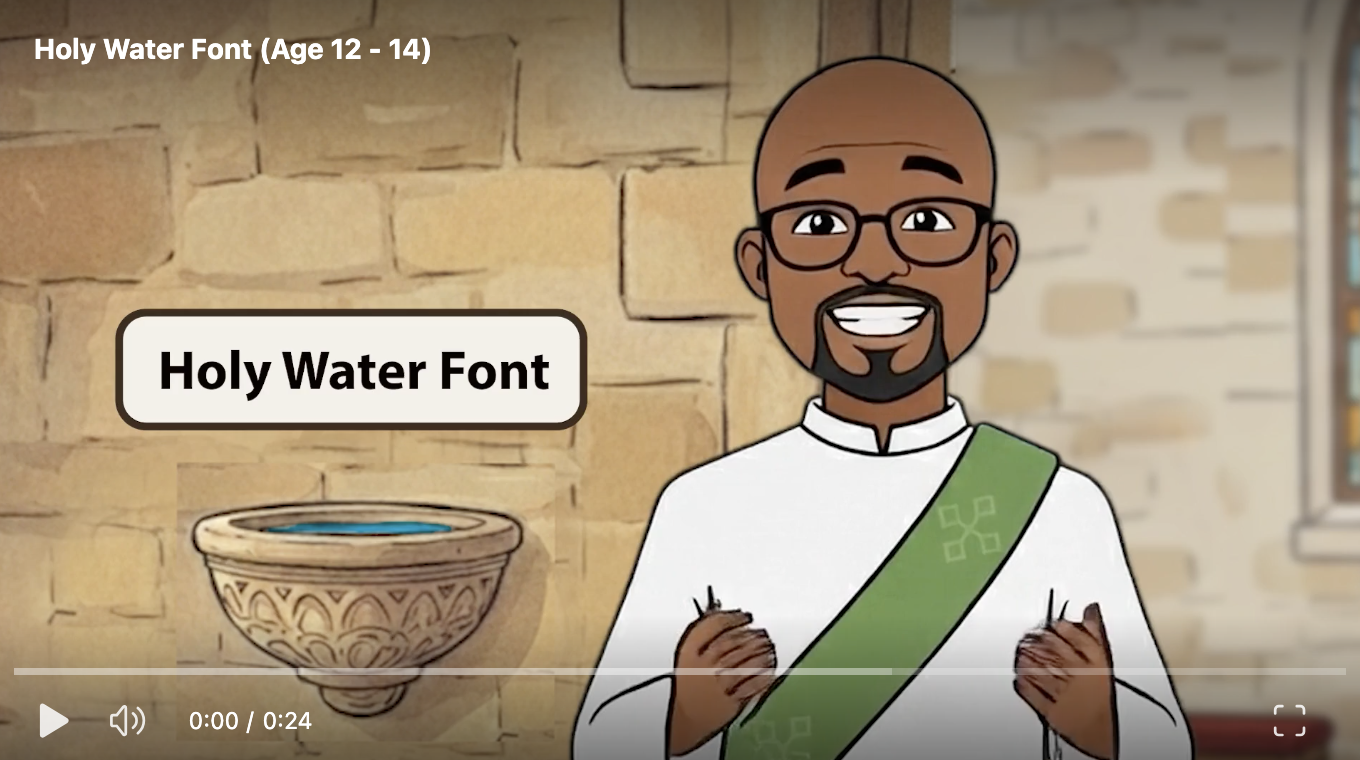 Holy Water Font (Age 12 - 14)
Holy Water Font
0:00 / 0:24